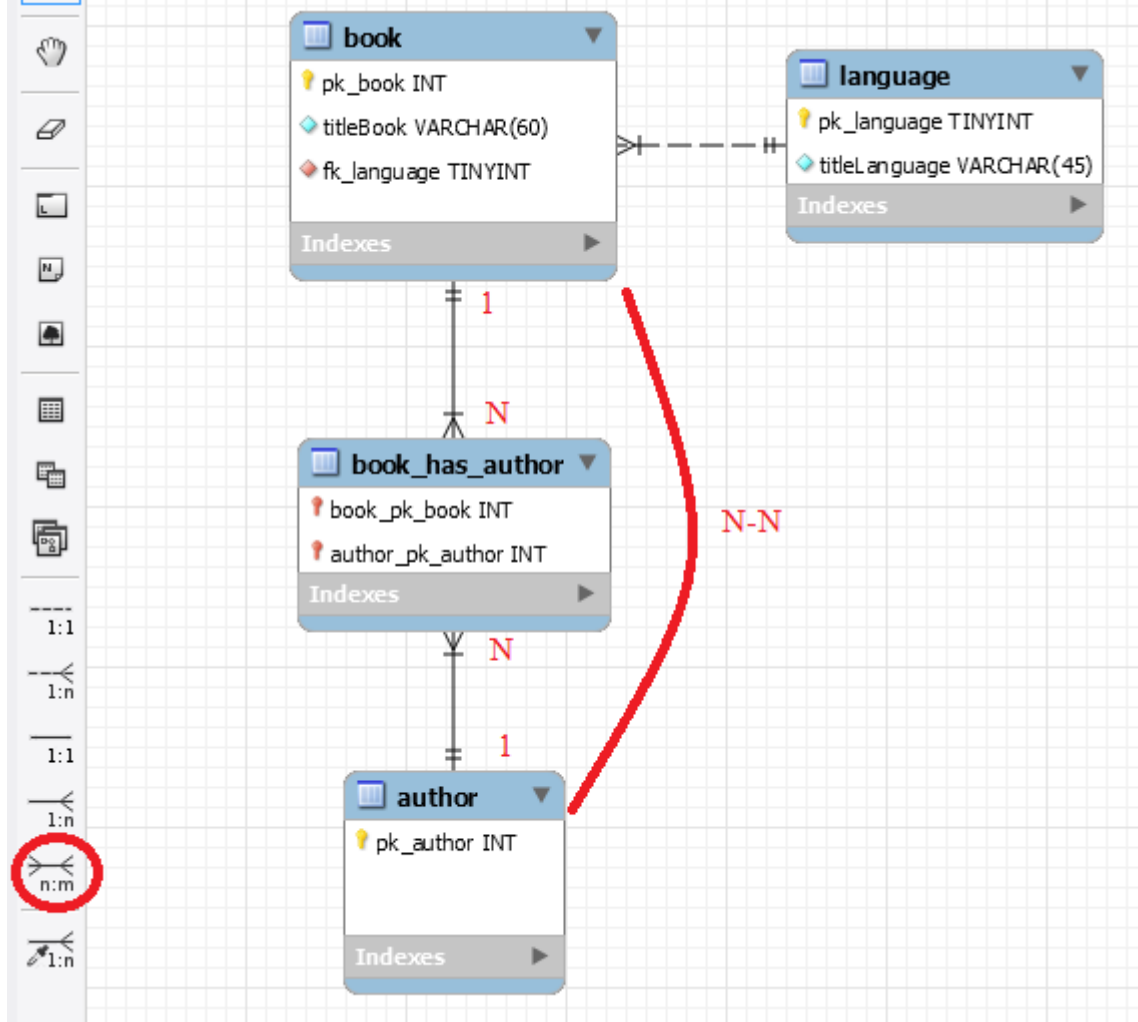 book
pk_book INT
titleBook VARCHAR(60)
fk_language TINYINT
Indexes
language
pk_language TINYINT
titleLanguage VARCHAR(45)
Indexes
1
N
book_has_author
book_pk_book INT
author_pk_author INT
Indexes
N-N
N
1
author
pk_author INT
Indexes
L
N
1:1
1:n
1:1
1:n
n:m
1:n